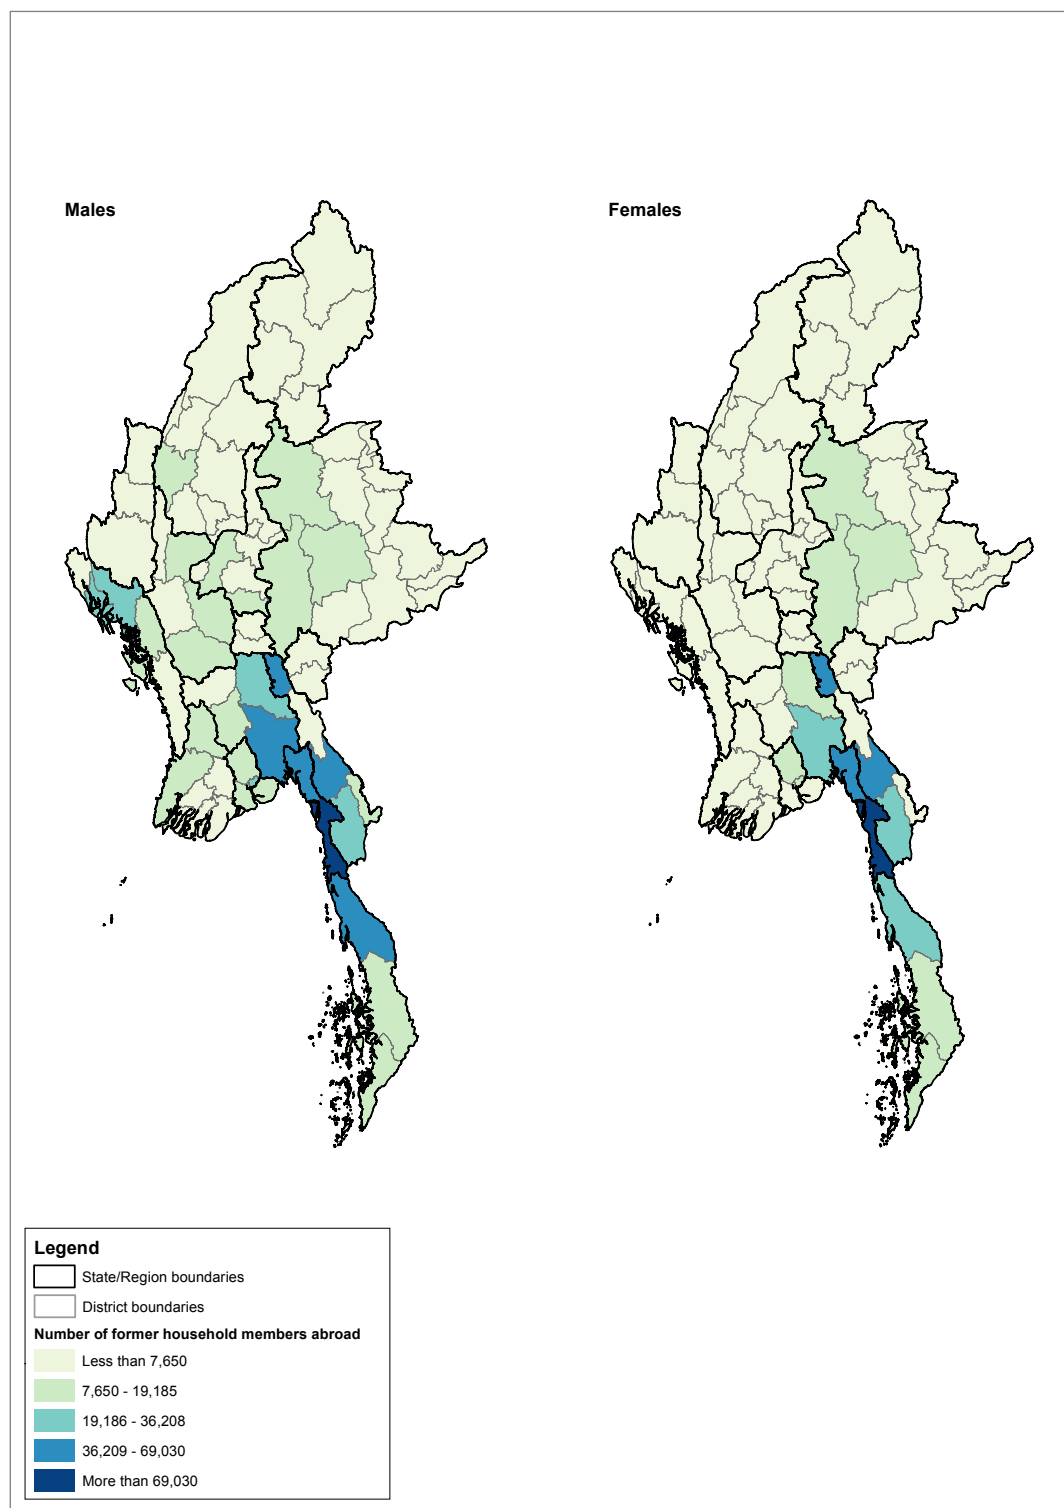 Males
Females
Legend
State/Region boundaries
District boundaries
Number of former household members abroad
Less than 7,650
7,650 - 19,185
19,186 - 36,208
36,209 - 69,030
More than 69,030